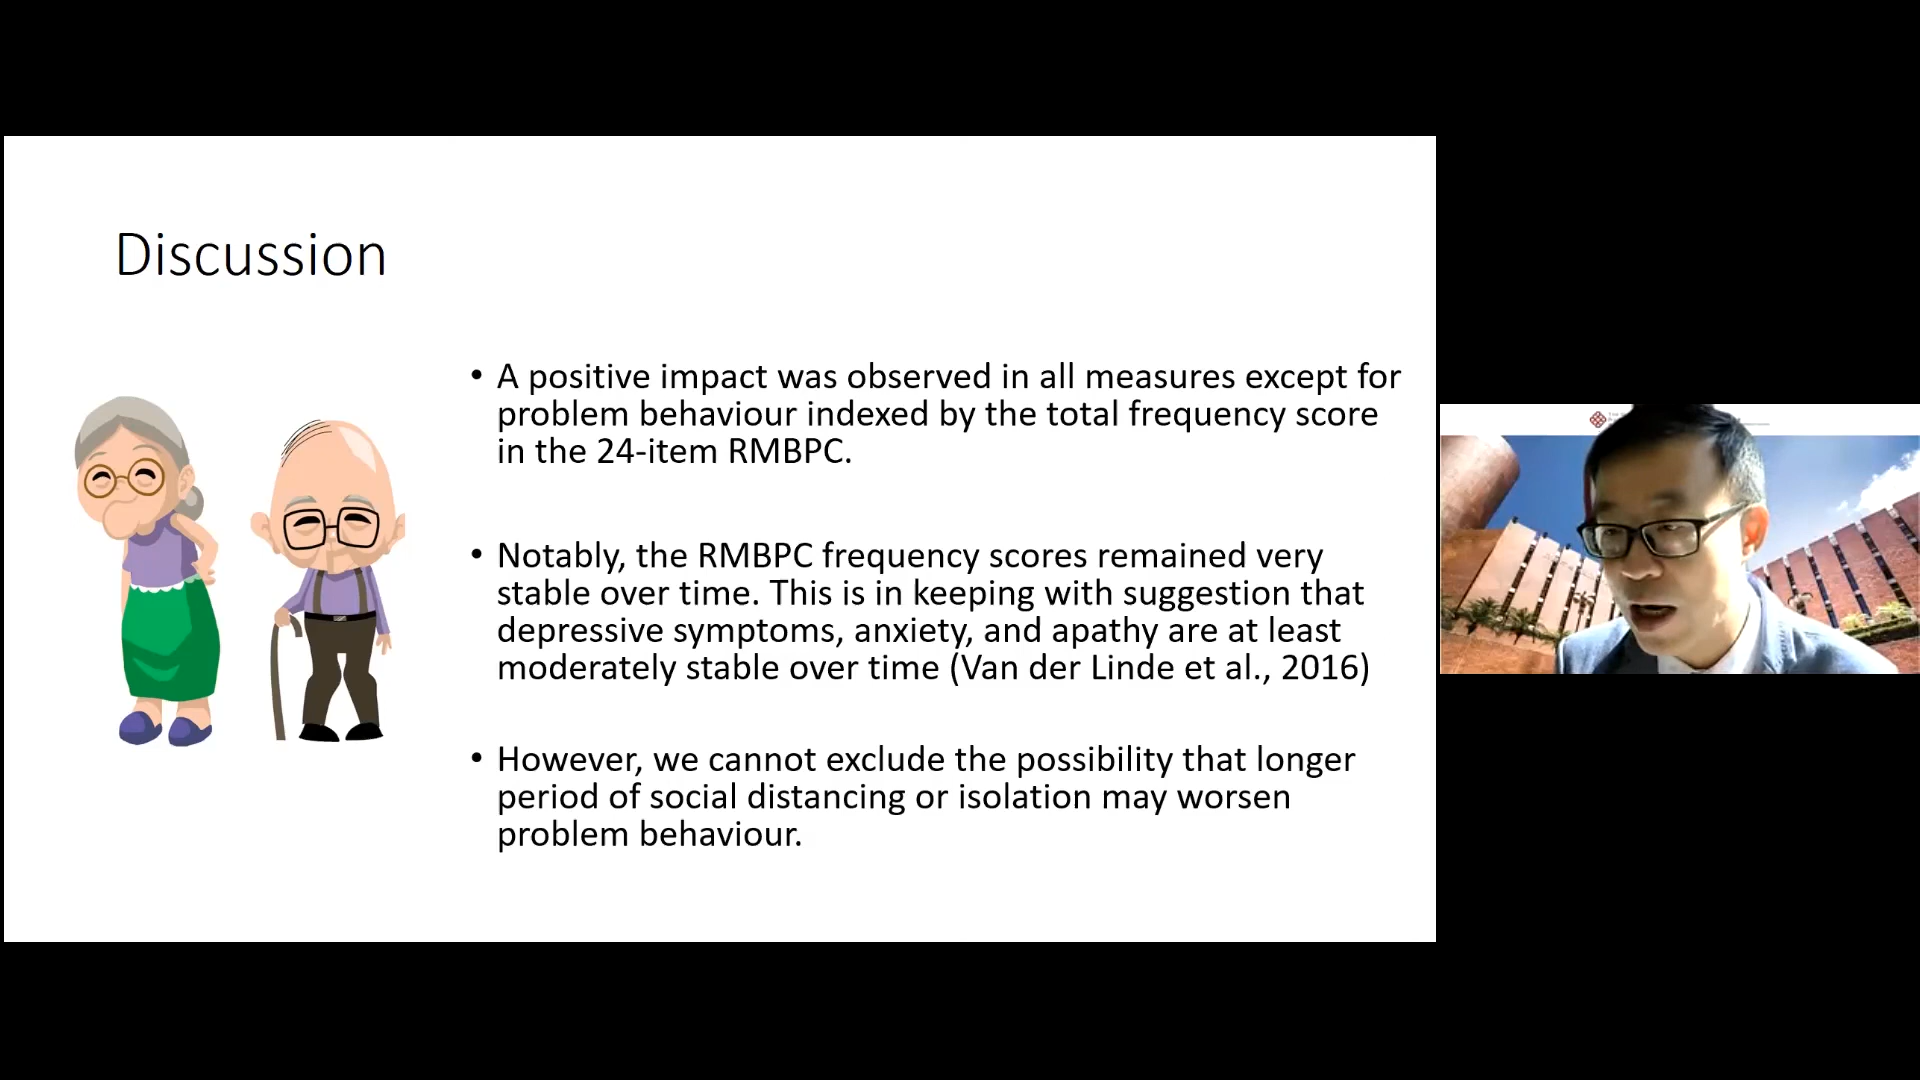 Discussion
• A positive impact was observed in all measures except for
problem behaviour indexed by the total frequency score
in the 24-item RMBPC.
• Notably, the RMBPC frequency scores remained very
stable over time. This is in keeping with suggestion that
depressive symptoms, anxiety, and apathy are at least
moderately stable over time (Van der Linde et al., 2016)
• However, we cannot exclude the possibility that longer
period of social distancing or isolation may worsen
problem behaviour.